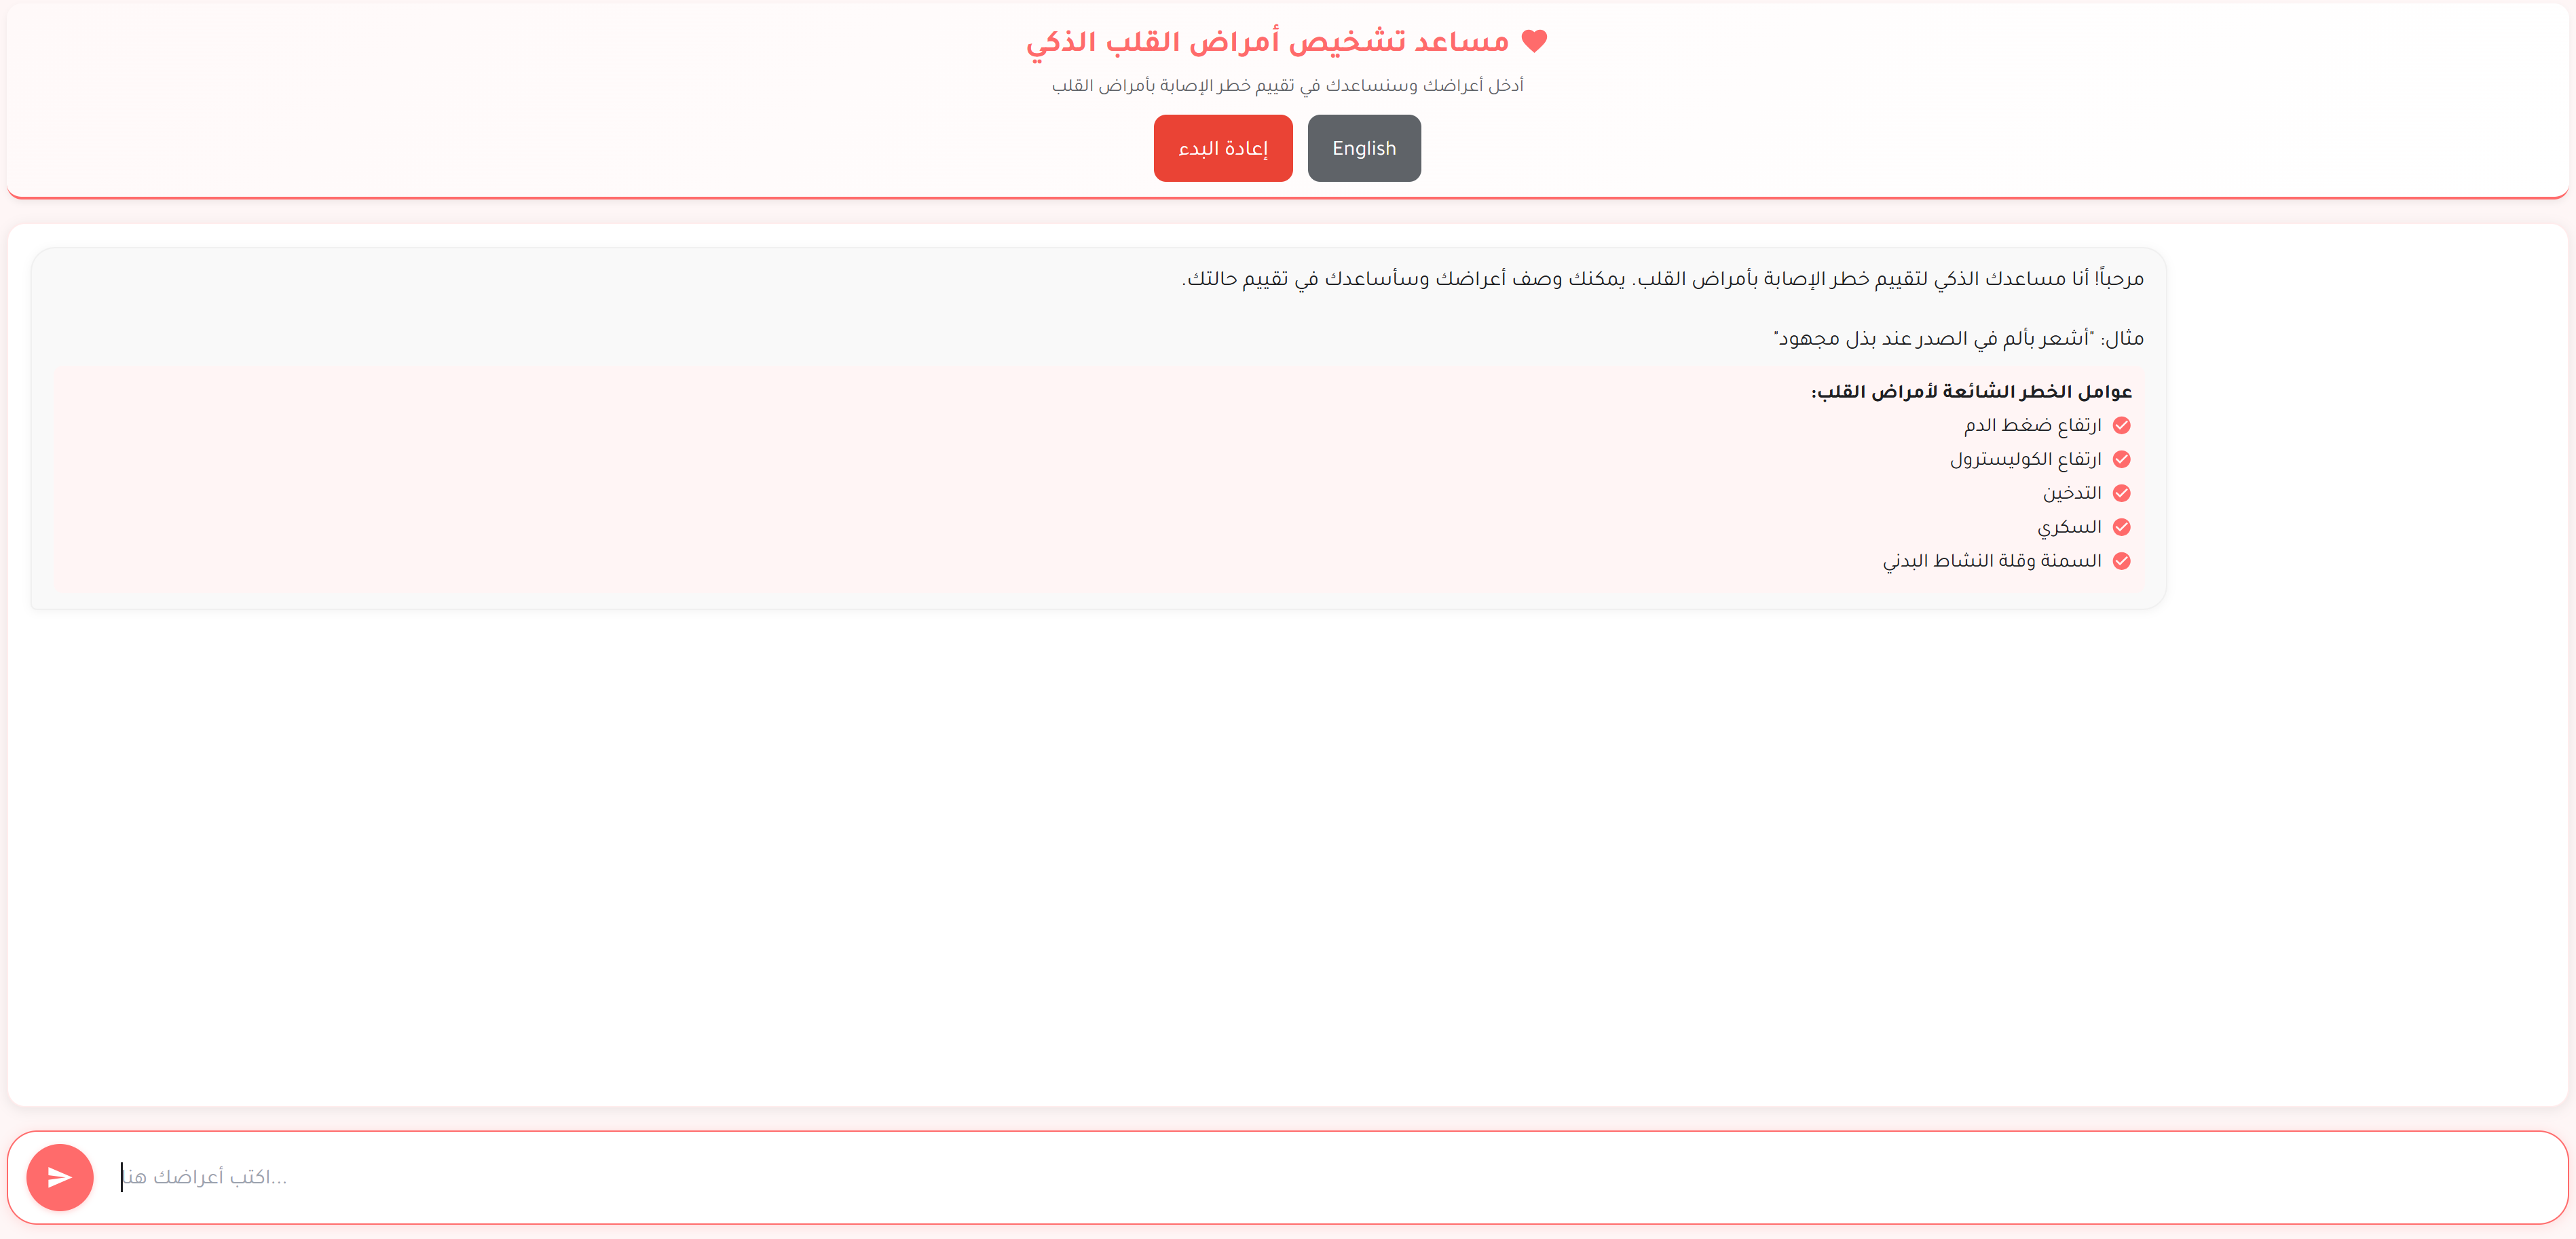 مساعد تشخيص أمراض القلب الذكي
أدخل أعراضك وسنساعدك في تقييم خطر الإصابة بأمراض القلب
English
إعادة البدء
مرحباً! أنا مساعدك الذكي لتقييم خطر الإصابة بأمراض القلب. يمكنك وصف أعراضك وسأساعدك في تقييم حالتك.
مثال: "أشعر بألم في الصدر عند بذل مجهود"
عوامل الخطر الشائعة لأمراض القلب:
ارتفاع ضغط الدم
ارتفاع الكوليسترول
التدخين
السكري
السمنة وقلة النشاط البدني
اكتب أعراضك هنا...